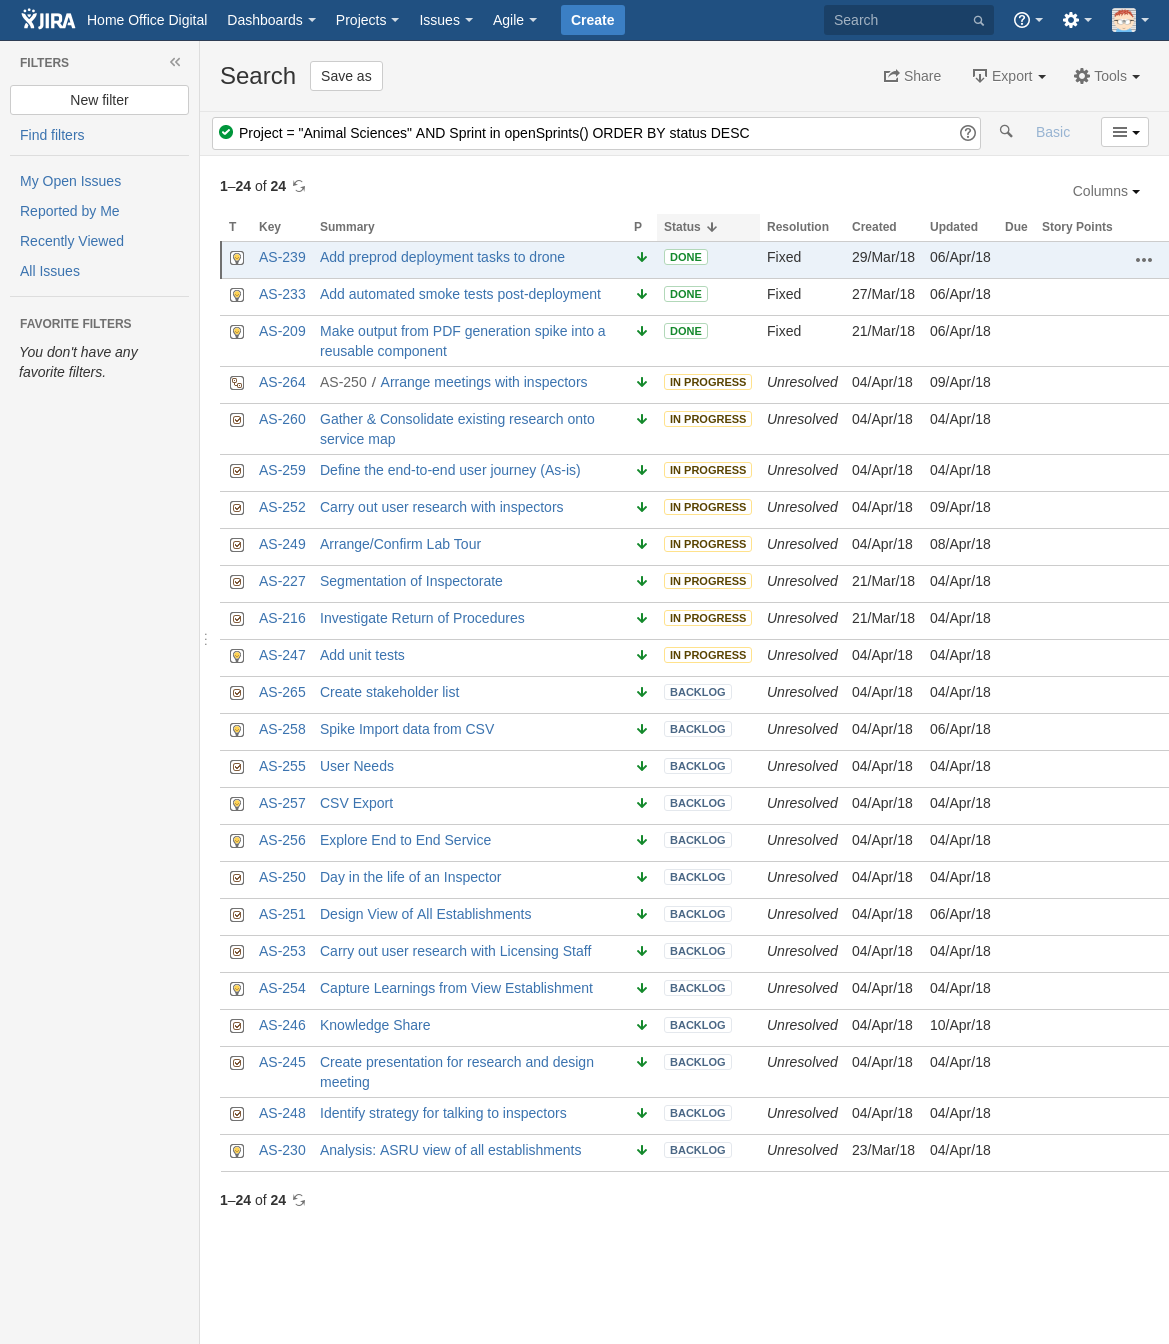 JIRA Home Office Digital Dashboards Projects Issues Agile Create Search
FILTERS
New filter
Find filters
My Open Issues
Reported by Me
Recently Viewed
All Issues
FAVORITE FILTERS
You don't have any
favorite filters.
Search Save as Share Export Tools
Project = "Animal Sciences" AND Sprint in openSprints() ORDER BY status DESC Basic
1–24 of 24
Columns
T Key Summary P Status Resolution Created Updated Due Story Points
AS-239 Add preprod deployment tasks to drone DONE Fixed 29/Mar/18 06/Apr/18
AS-233 Add automated smoke tests post-deployment DONE Fixed 27/Mar/18 06/Apr/18
AS-209 Make output from PDF generation spike into a DONE Fixed 21/Mar/18 06/Apr/18
reusable component
AS-264 AS-250 / Arrange meetings with inspectors IN PROGRESS Unresolved 04/Apr/18 09/Apr/18
AS-260 Gather & Consolidate existing research onto IN PROGRESS Unresolved 04/Apr/18 04/Apr/18
service map
AS-259 Define the end-to-end user journey (As-is) IN PROGRESS Unresolved 04/Apr/18 04/Apr/18
AS-252 Carry out user research with inspectors IN PROGRESS Unresolved 04/Apr/18 09/Apr/18
AS-249 Arrange/Confirm Lab Tour IN PROGRESS Unresolved 04/Apr/18 08/Apr/18
AS-227 Segmentation of Inspectorate IN PROGRESS Unresolved 21/Mar/18 04/Apr/18
AS-216 Investigate Return of Procedures IN PROGRESS Unresolved 21/Mar/18 04/Apr/18
AS-247 Add unit tests IN PROGRESS Unresolved 04/Apr/18 04/Apr/18
AS-265 Create stakeholder list BACKLOG Unresolved 04/Apr/18 04/Apr/18
AS-258 Spike Import data from CSV BACKLOG Unresolved 04/Apr/18 06/Apr/18
AS-255 User Needs BACKLOG Unresolved 04/Apr/18 04/Apr/18
AS-257 CSV Export BACKLOG Unresolved 04/Apr/18 04/Apr/18
AS-256 Explore End to End Service BACKLOG Unresolved 04/Apr/18 04/Apr/18
AS-250 Day in the life of an Inspector BACKLOG Unresolved 04/Apr/18 04/Apr/18
AS-251 Design View of All Establishments BACKLOG Unresolved 04/Apr/18 06/Apr/18
AS-253 Carry out user research with Licensing Staff BACKLOG Unresolved 04/Apr/18 04/Apr/18
AS-254 Capture Learnings from View Establishment BACKLOG Unresolved 04/Apr/18 04/Apr/18
AS-246 Knowledge Share BACKLOG Unresolved 04/Apr/18 10/Apr/18
AS-245 Create presentation for research and design BACKLOG Unresolved 04/Apr/18 04/Apr/18
meeting
AS-248 Identify strategy for talking to inspectors BACKLOG Unresolved 04/Apr/18 04/Apr/18
AS-230 Analysis: ASRU view of all establishments BACKLOG Unresolved 23/Mar/18 04/Apr/18
1–24 of 24